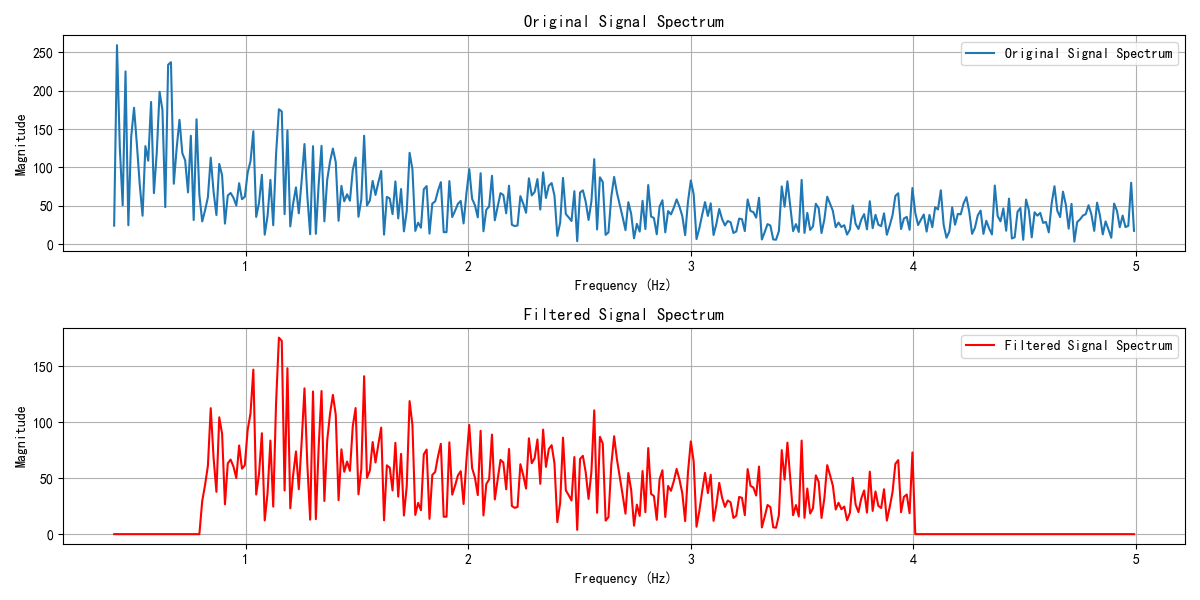 Original Signal Spectrum
Original Signal Spectrum
Magnitude
250
200
150
100
50
0
1
2
3
4
5
Frequency (Hz)
Filtered Signal Spectrum
Filtered Signal Spectrum
Magnitude
150
100
50
0
1
2
3
4
5
Frequency (Hz)